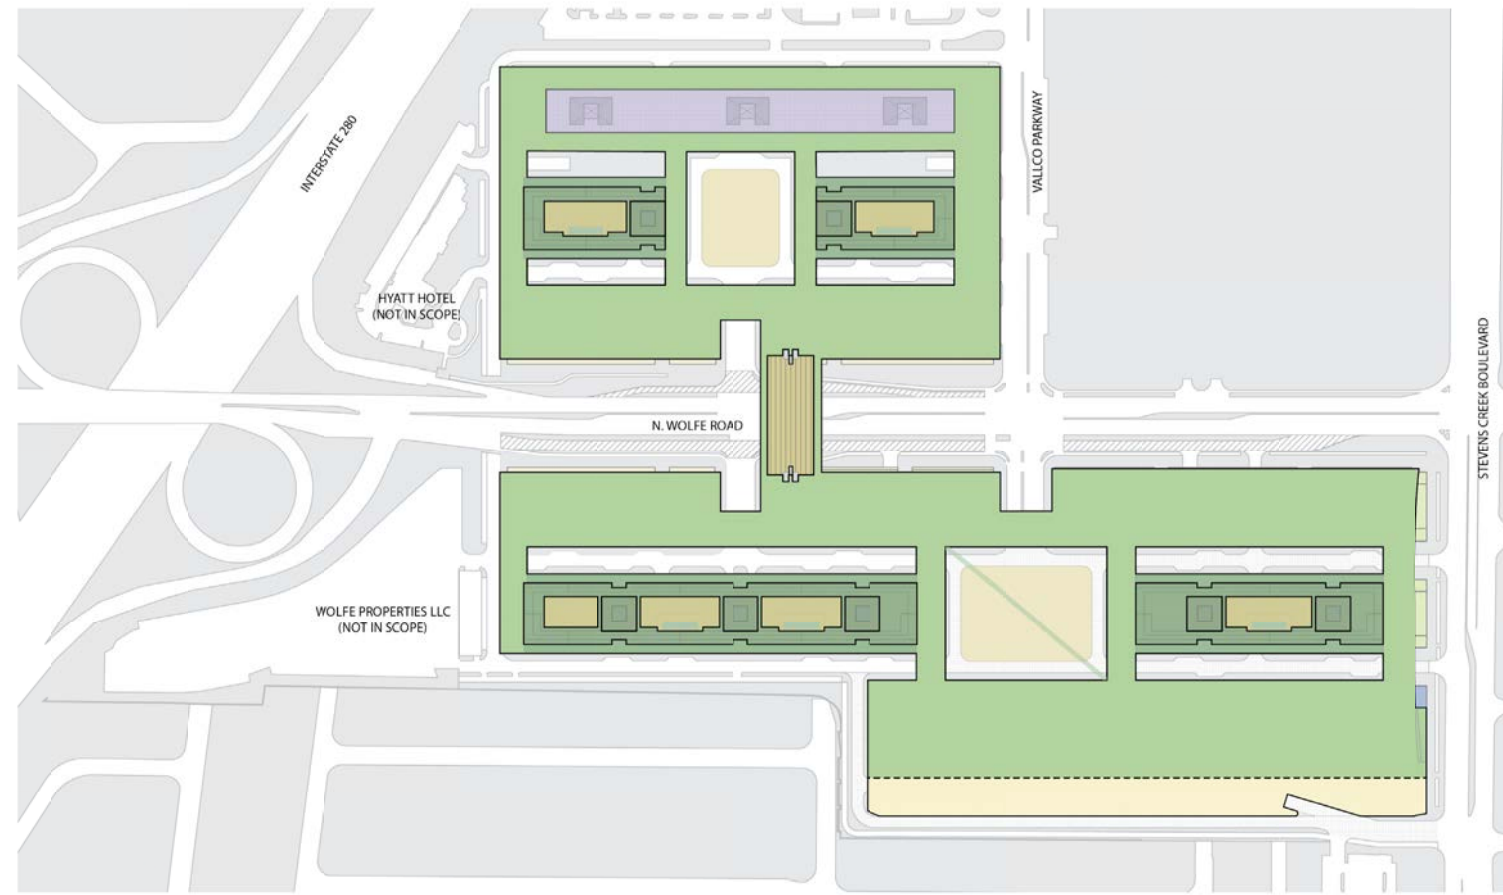 INTERSTATE 280
VALLCO PARKWAY
HYATT HOTEL
(NOT IN SCOPE)
STEVENS CREEK BOULEVARD
N. WOLFE ROAD
WOLFE PROPERTIES LLC
(NOT IN SCOPE)